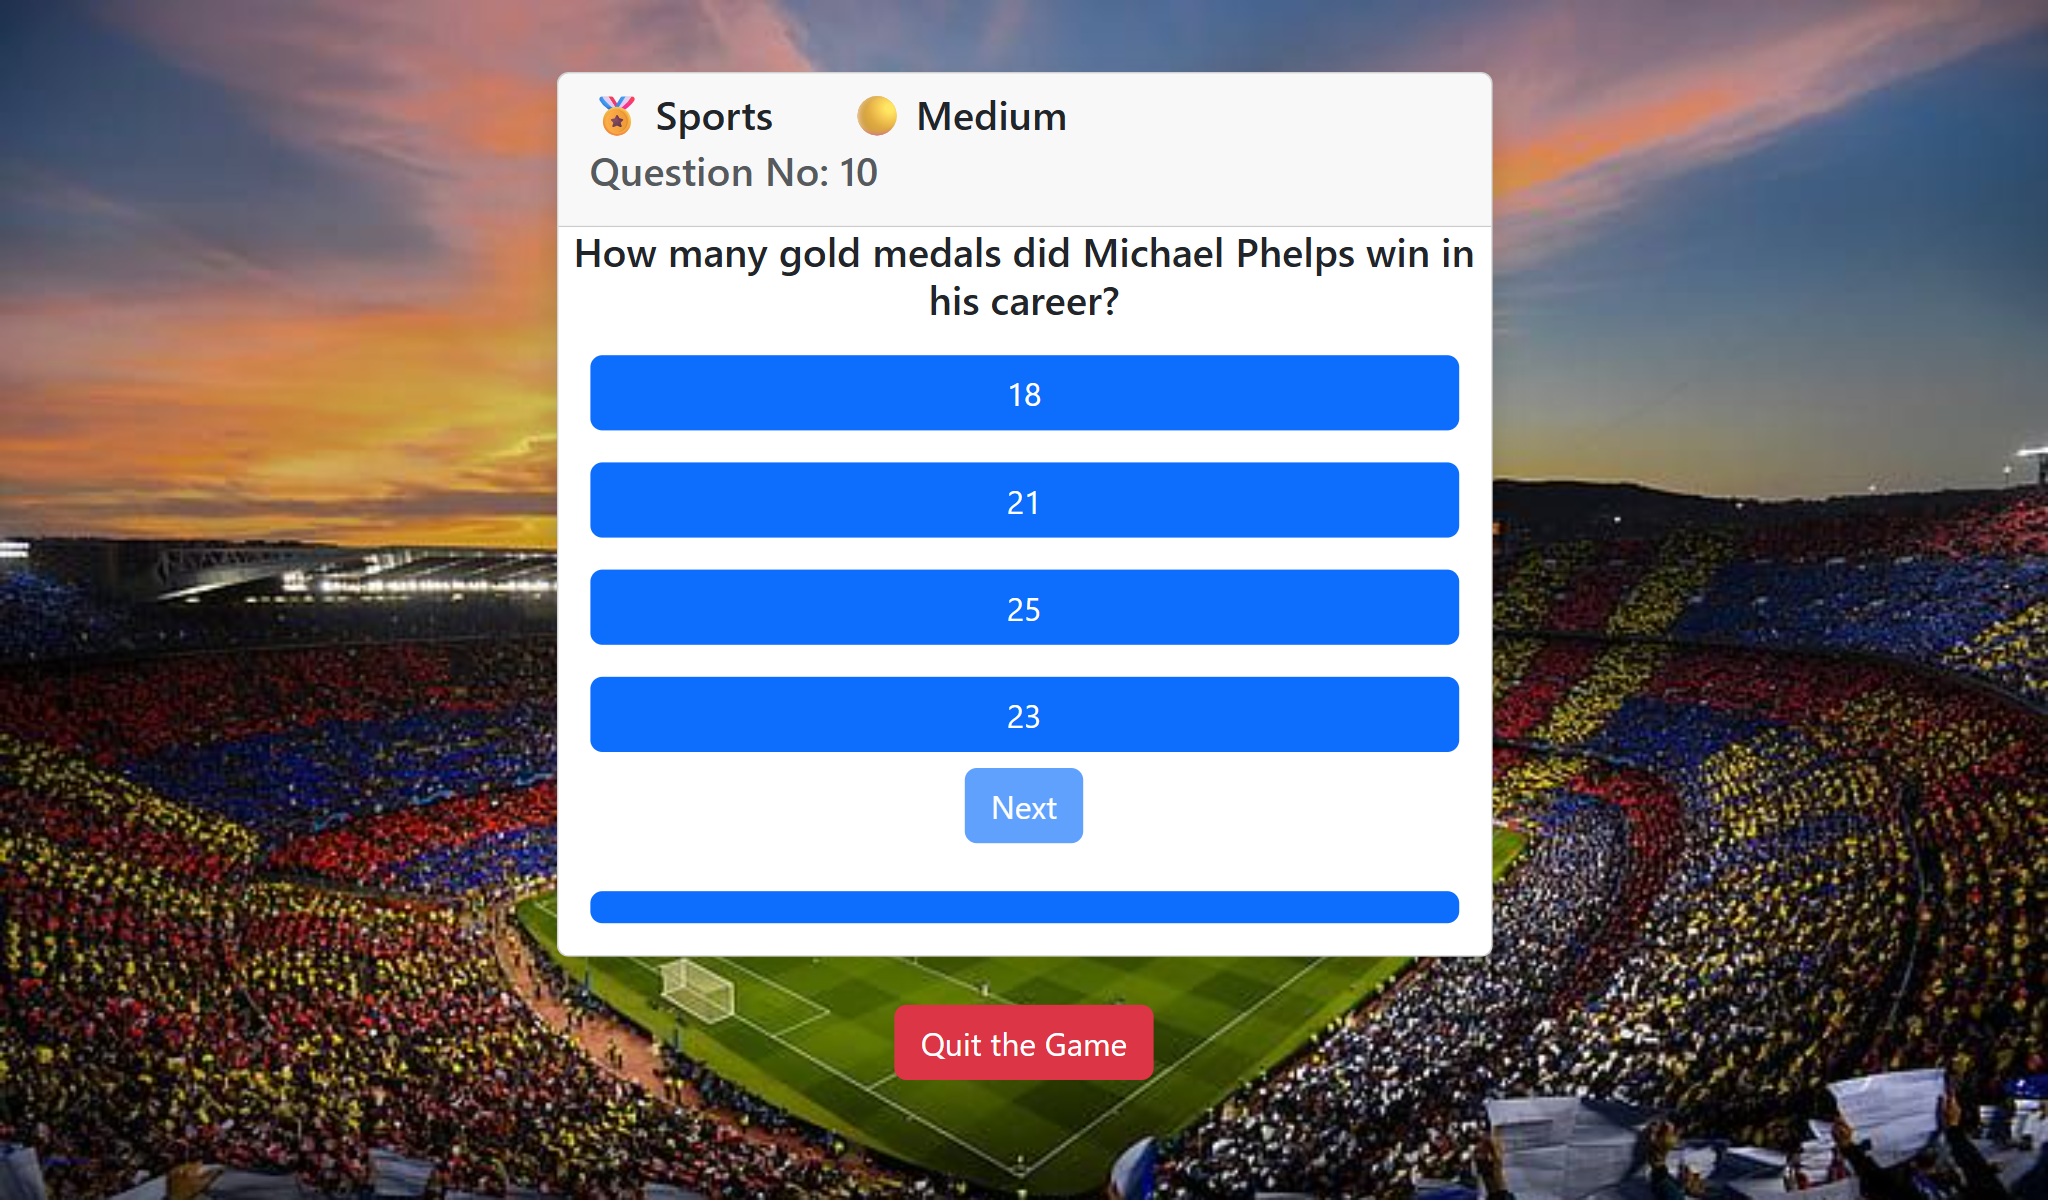 Sports Medium
Question No: 10
How many gold medals did Michael Phelps win in
his career?
18
21
25
23
Next
Quit the Game